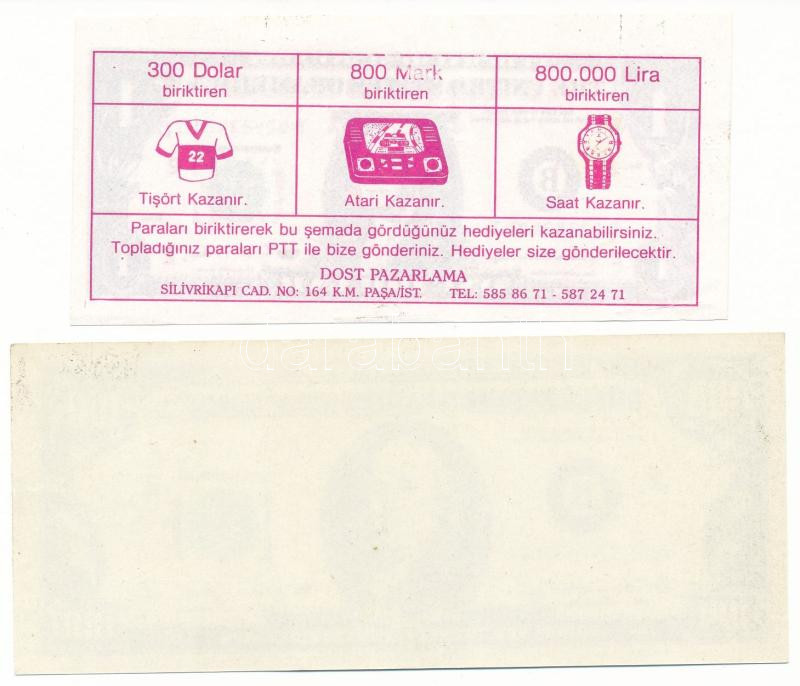 300 Dolar
biriktiren
800 Mark
biriktiren
800.000 Lira
biriktiren
22
Tişört Kazanır.
Atari Kazanır.
Saat Kazanır.
Paraları biriktirerek bu şemada gördüğünüz hediyeleri kazanabilirsiniz.
Topladığınız paraları PTT ile bize gönderiniz. Hediyeler size gönderilecektir.
DOST PAZARLAMA
SİLİVRİKAPI CAD. NO: 164 K.M. PAŞA/İST. TEL: 585 86 71 - 587 24 71
darabanth